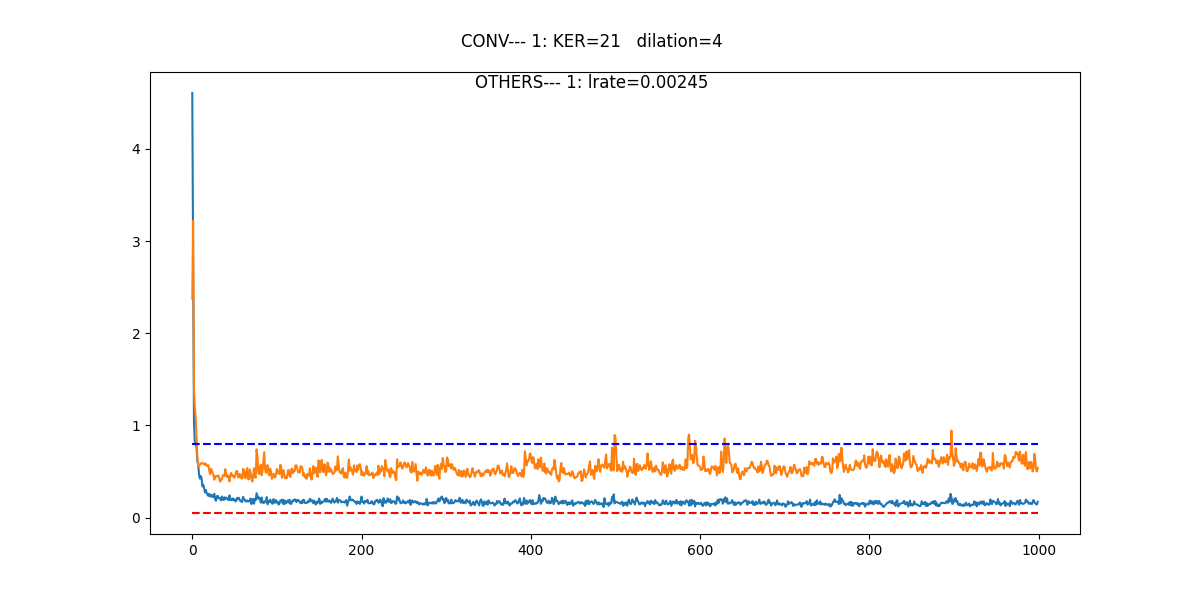 CONV--- 1: KER=21   dilation=4
OTHERS--- 1: lrate=0.00245
4
3
2
1
0
0 200 400 600 800 1000